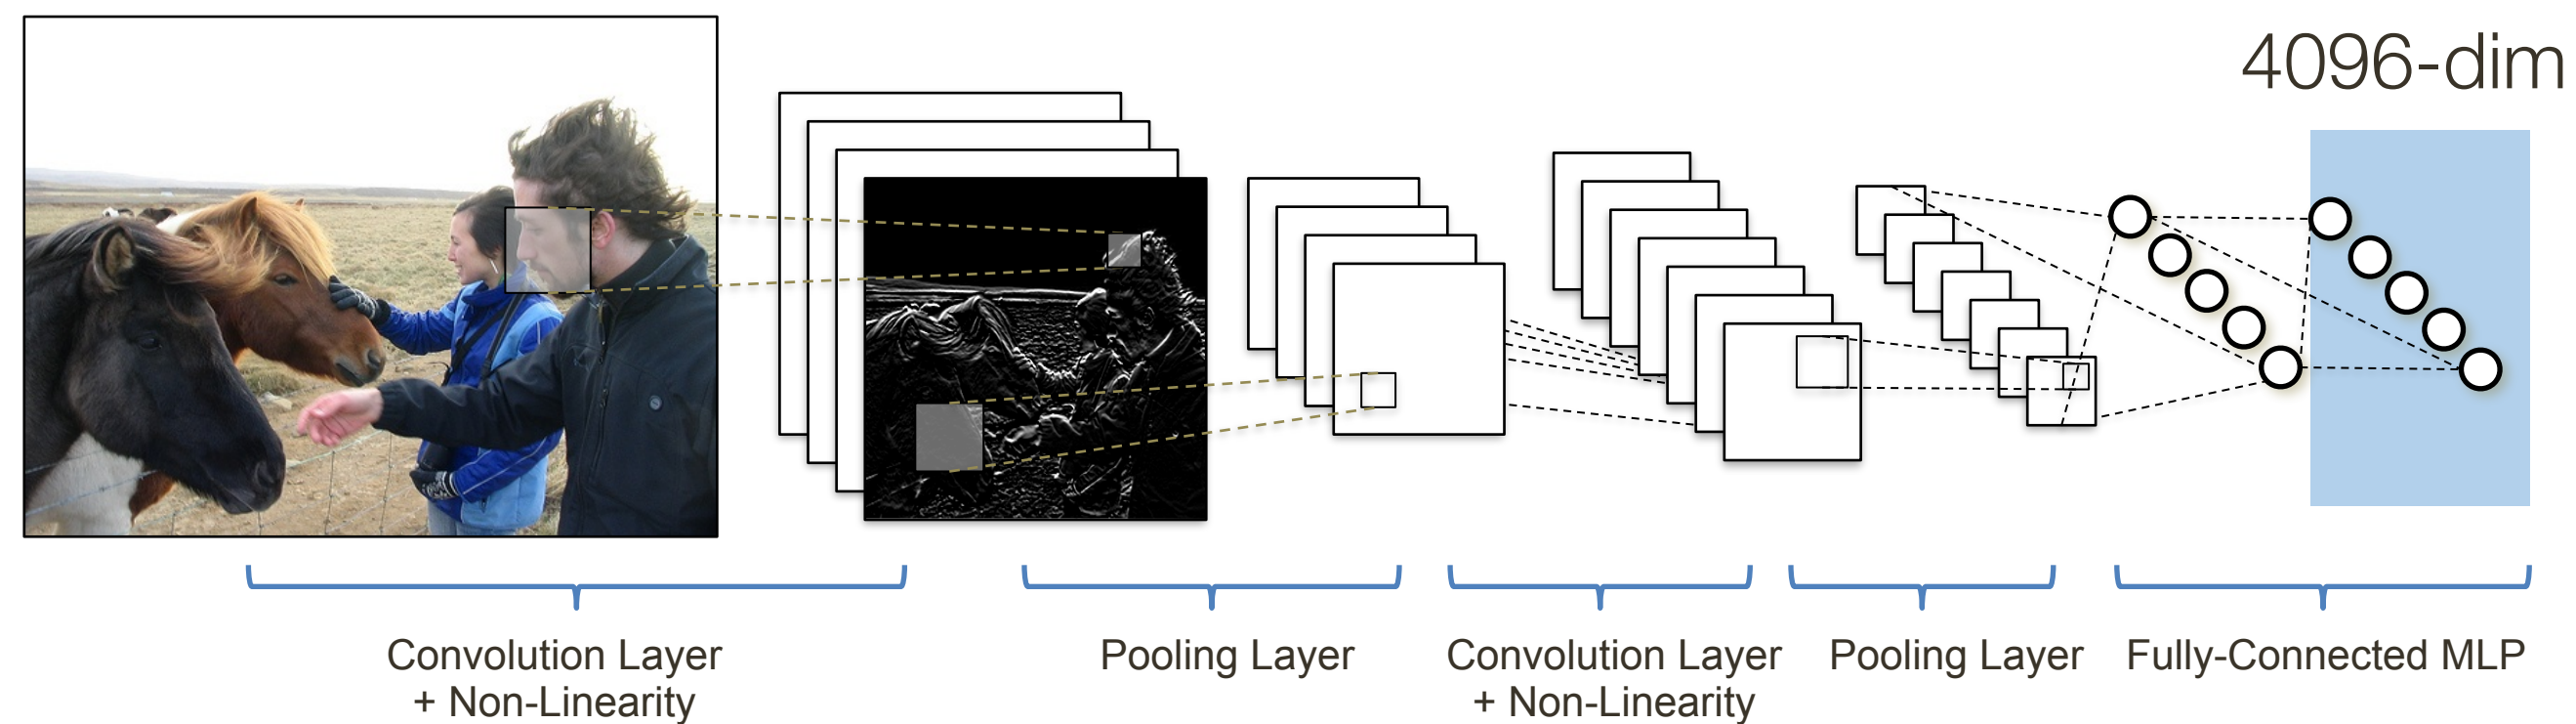 4096-dim
Convolution Layer
+ Non-Linearity
Pooling Layer
Convolution Layer
+ Non-Linearity
Pooling Layer
Fully-Connected MLP